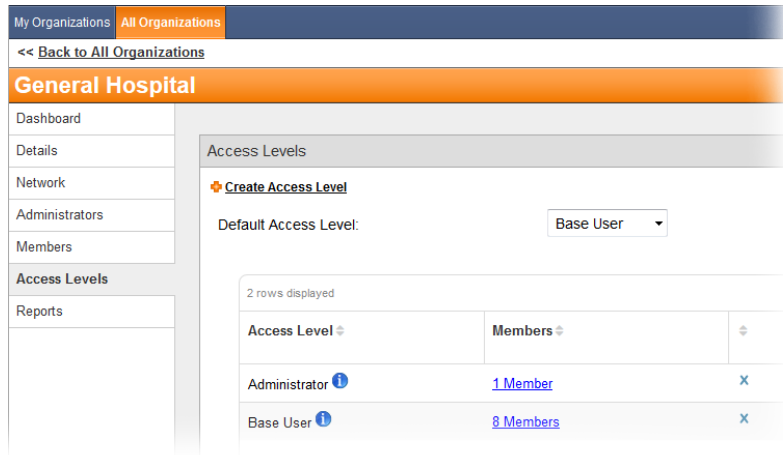 My Organizations All Organizations
<< Back to All Organizations
General Hospital
Dashboard
Details
Network
Administrators
Members
Access Levels
Reports
Access Levels
Create Access Level
Default Access Level: Base User
2 rows displayed
Access Level Members
Administrator 1 Member x
Base User 8 Members x